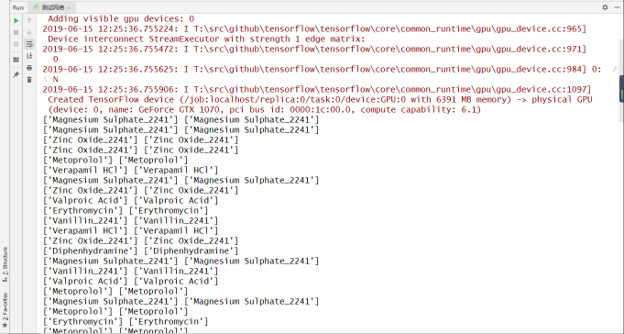 Run:
测试网络
Adding visible gpu devices: 0
2019-06-15 12:25:36.755224: I T:\src\github\tensorflow\tensorflow\core\common_runtime\gpu\gpu_device.cc:965]
Device interconnect StreamExecutor with strength 1 edge matrix:
2019-06-15 12:25:36.755472: I T:\src\github\tensorflow\tensorflow\core\common_runtime\gpu\gpu_device.cc:971]
0
2019-06-15 12:25:36.755625: I T:\src\github\tensorflow\tensorflow\core\common_runtime\gpu\gpu_device.cc:984] 0:
N
2019-06-15 12:25:36.755906: I T:\src\github\tensorflow\tensorflow\core\common_runtime\gpu\gpu_device.cc:1097]
Created TensorFlow device (/job:localhost/replica:0/task:0/device:GPU:0 with 6391 MB memory) -> physical GPU
(device: 0, name: GeForce GTX 1070, pci bus id: 0000:1c:00.0, compute capability: 6.1)
['Magnesium Sulphate_2241'] ['Magnesium Sulphate_2241']
['Magnesium Sulphate_2241'] ['Magnesium Sulphate_2241']
['Zinc Oxide_2241'] ['Zinc Oxide_2241']
['Zinc Oxide_2241'] ['Zinc Oxide_2241']
['Metoprolol'] ['Metoprolol']
['Verapamil HCl'] ['Verapamil HCl']
['Magnesium Sulphate_2241'] ['Magnesium Sulphate_2241']
['Zinc Oxide_2241'] ['Zinc Oxide_2241']
['Valproic Acid'] ['Valproic Acid']
['Erythromycin'] ['Erythromycin']
['Vanillin_2241'] ['Vanillin_2241']
['Verapamil HCl'] ['Verapamil HCl']
['Zinc Oxide_2241'] ['Zinc Oxide_2241']
['Diphenhydramine'] ['Diphenhydramine']
['Magnesium Sulphate_2241'] ['Magnesium Sulphate_2241']
['Vanillin_2241'] ['Vanillin_2241']
['Valproic Acid'] ['Valproic Acid']
['Metoprolol'] ['Metoprolol']
['Magnesium Sulphate_2241'] ['Magnesium Sulphate_2241']
['Metoprolol'] ['Metoprolol']
['Erythromycin'] ['Erythromycin']
['Metoprolol'] ['Metoprolol']
Z: Structure
2: Favorites